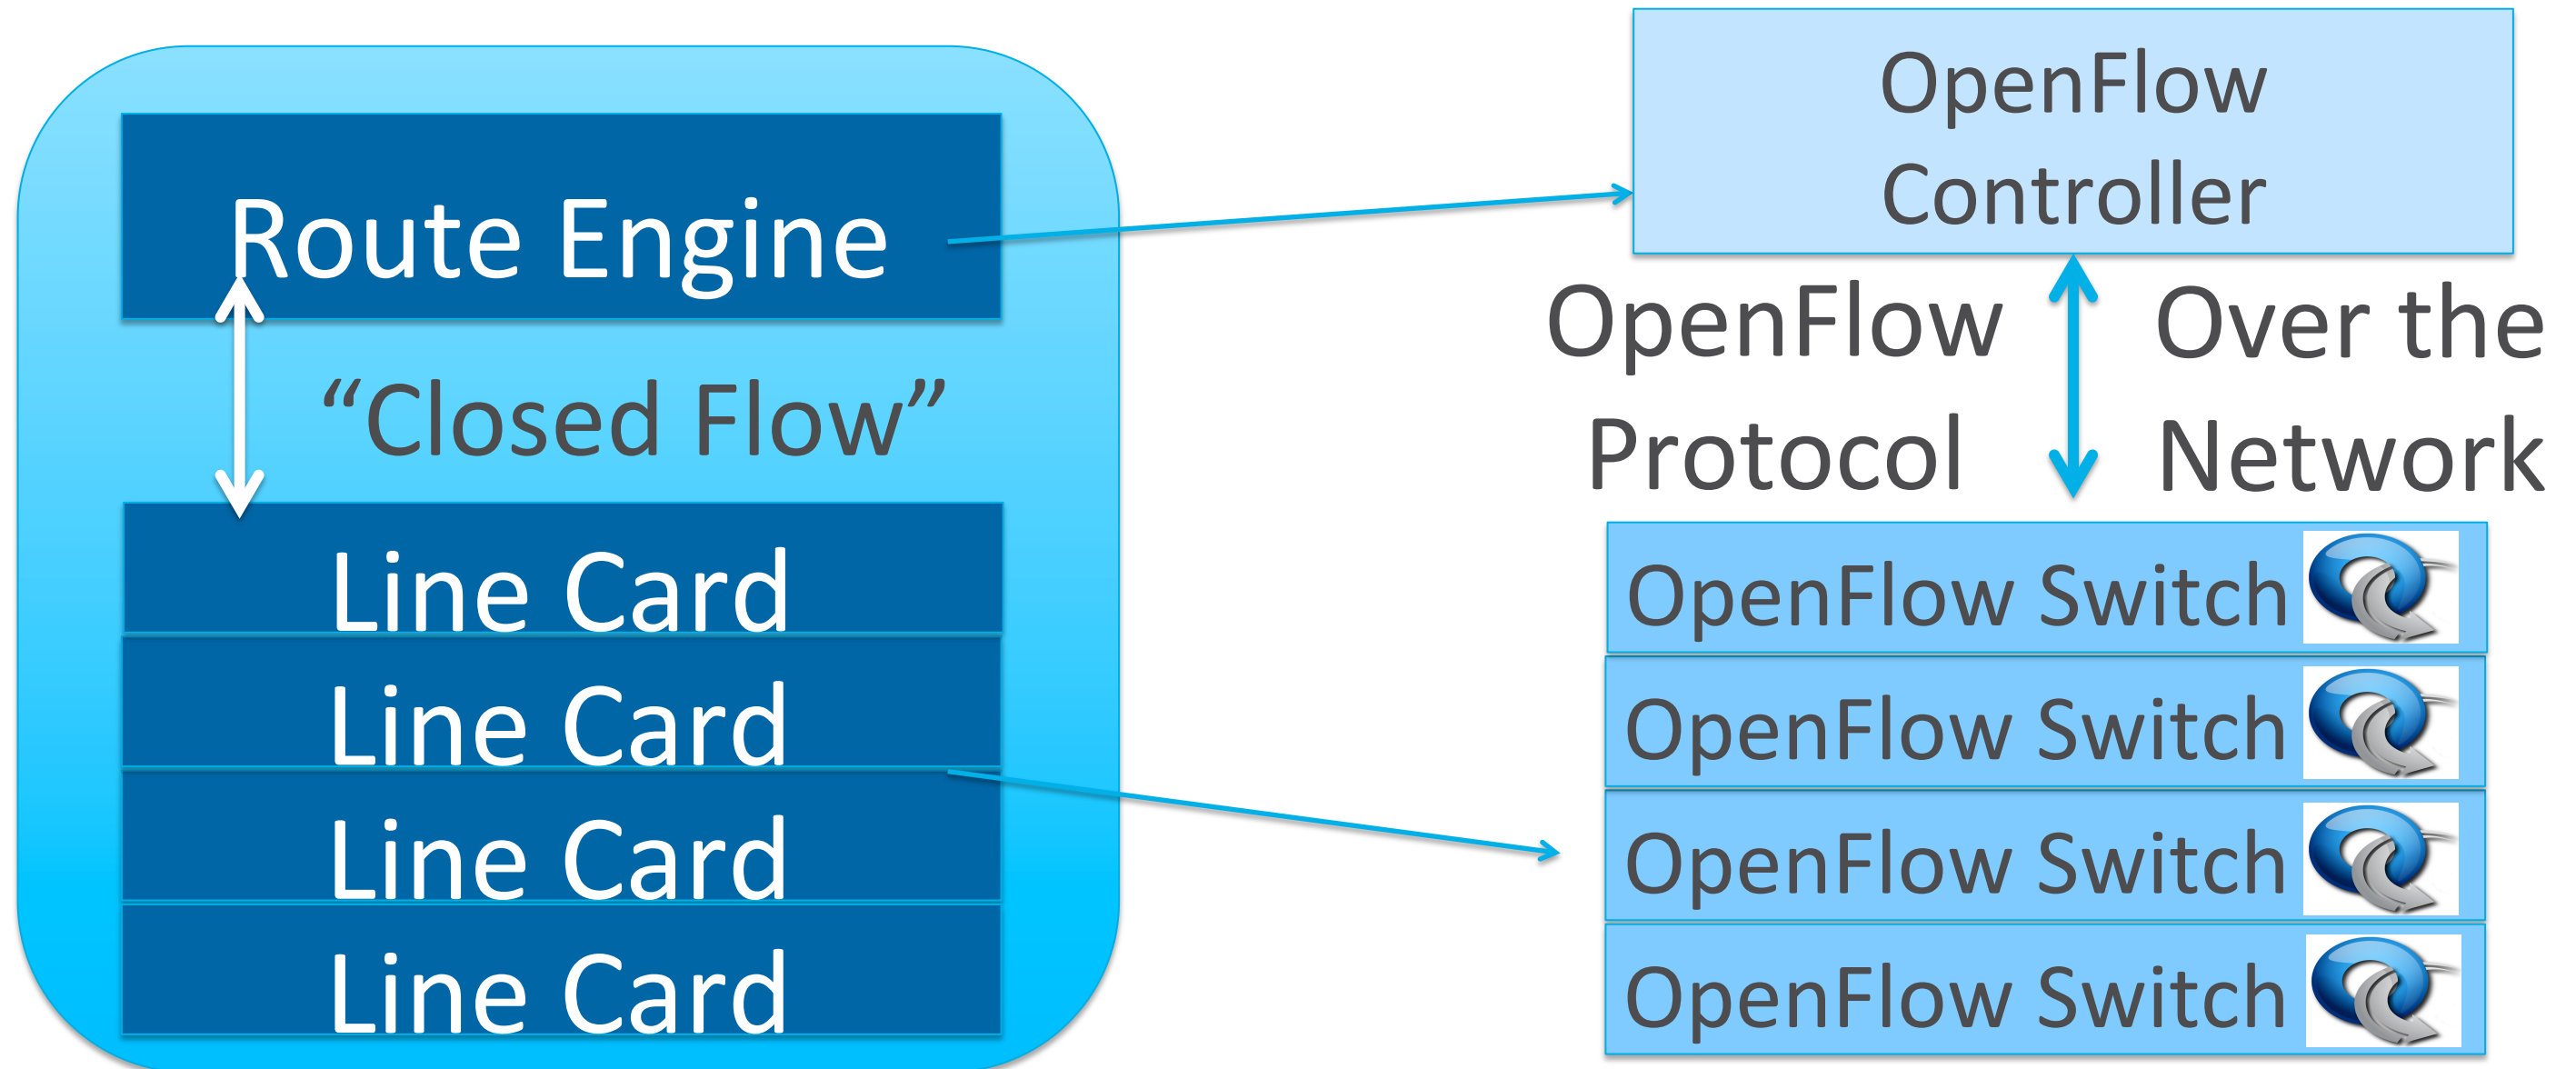 Route Engine
“Closed Flow”
Line Card
Line Card
Line Card
Line Card
OpenFlow
Controller
OpenFlow
Protocol
Over the
Network
OpenFlow Switch
OpenFlow Switch
OpenFlow Switch
OpenFlow Switch